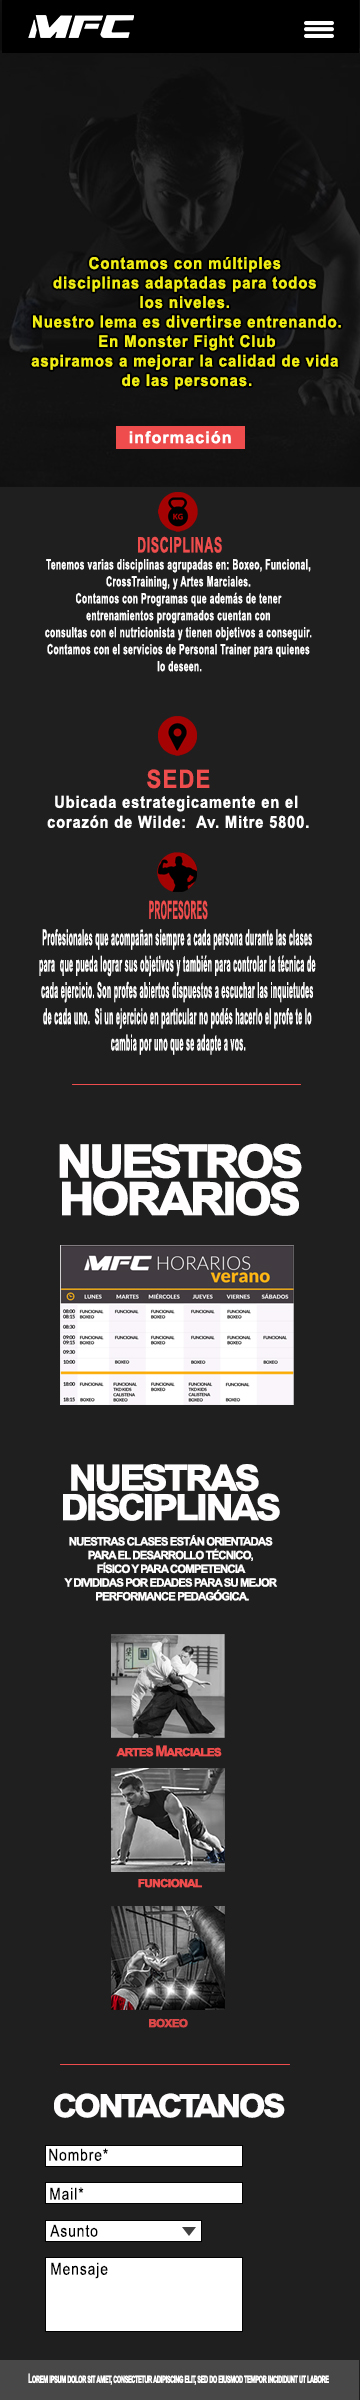 MFC
Contamos con múltiples
disciplinas adaptadas para todos
los niveles.
Nuestro lema es divertirse entrenando.
En Monster Fight Club
aspiramos a mejorar la calidad de vida
de las personas.
información
KG
DISCIPLINAS
Tenemos varias disciplinas agrupadas en: Boxeo, Funcional,
CrossTraining, y Artes Marciales.
Contamos con Programas que además de tener
entrenamientos programados cuentan con
consultas con el nutricionista y tienen objetivos a conseguir.
Contamos con el servicios de Personal Trainer para quienes
lo deseen.
SEDE
Ubicada estrategicamente en el
corazón de Wilde: Av. Mitre 5800.
PROFESORES
Profesionales que acompañan siempre a cada persona durante las clases
para que pueda lograr sus objetivos y también para controlar la técnica de
cada ejercicio. Son profes abiertos dispuestos a escuchar las inquietudes
de cada uno. Si un ejercicio en particular no podés hacerlo el profe te lo
cambia por uno que se adapte a vos.
NUESTROS
HORARIOS
MFC HORARIOS
verano
LUNES MARTES MIÉRCOLES JUEVES VIERNES SÁBADOS
08:00 FUNCIONAL FUNCIONAL FUNCIONAL FUNCIONAL FUNCIONAL
08:15 BOXEO BOXEO BOXEO
08:30
09:00 FUNCIONAL FUNCIONAL FUNCIONAL FUNCIONAL FUNCIONAL FUNCIONAL
09:15 BOXEO BOXEO BOXEO
09:30
10:00 BOXEO BOXEO BOXEO
18:00 FUNCIONAL FUNCIONAL FUNCIONAL FUNCIONAL FUNCIONAL
TKD KIDS BOXEO TKD KIDS
CALISTENIA CALISTENIA
18:15 BOXEO BOXEO BOXEO BOXEO
NUESTRAS
DISCIPLINAS
NUESTRAS CLASES ESTÁN ORIENTADAS
PARA EL DESARROLLO TÉCNICO,
FÍSICO Y PARA COMPETENCIA
Y DIVIDIDAS POR EDADES PARA SU MEJOR
PERFORMANCE PEDAGÓGICA.
ARTES MARCIALES
FUNCIONAL
BOXEO
CONTACTANOS
Nombre*
Mail*
Asunto
Mensaje
LOREM IPSUM DOLOR SIT AMET, CONSECTETUR ADIPISCING ELIT, SED DO EIUSMOD TEMPOR INCIDIDUNT UT LABORE